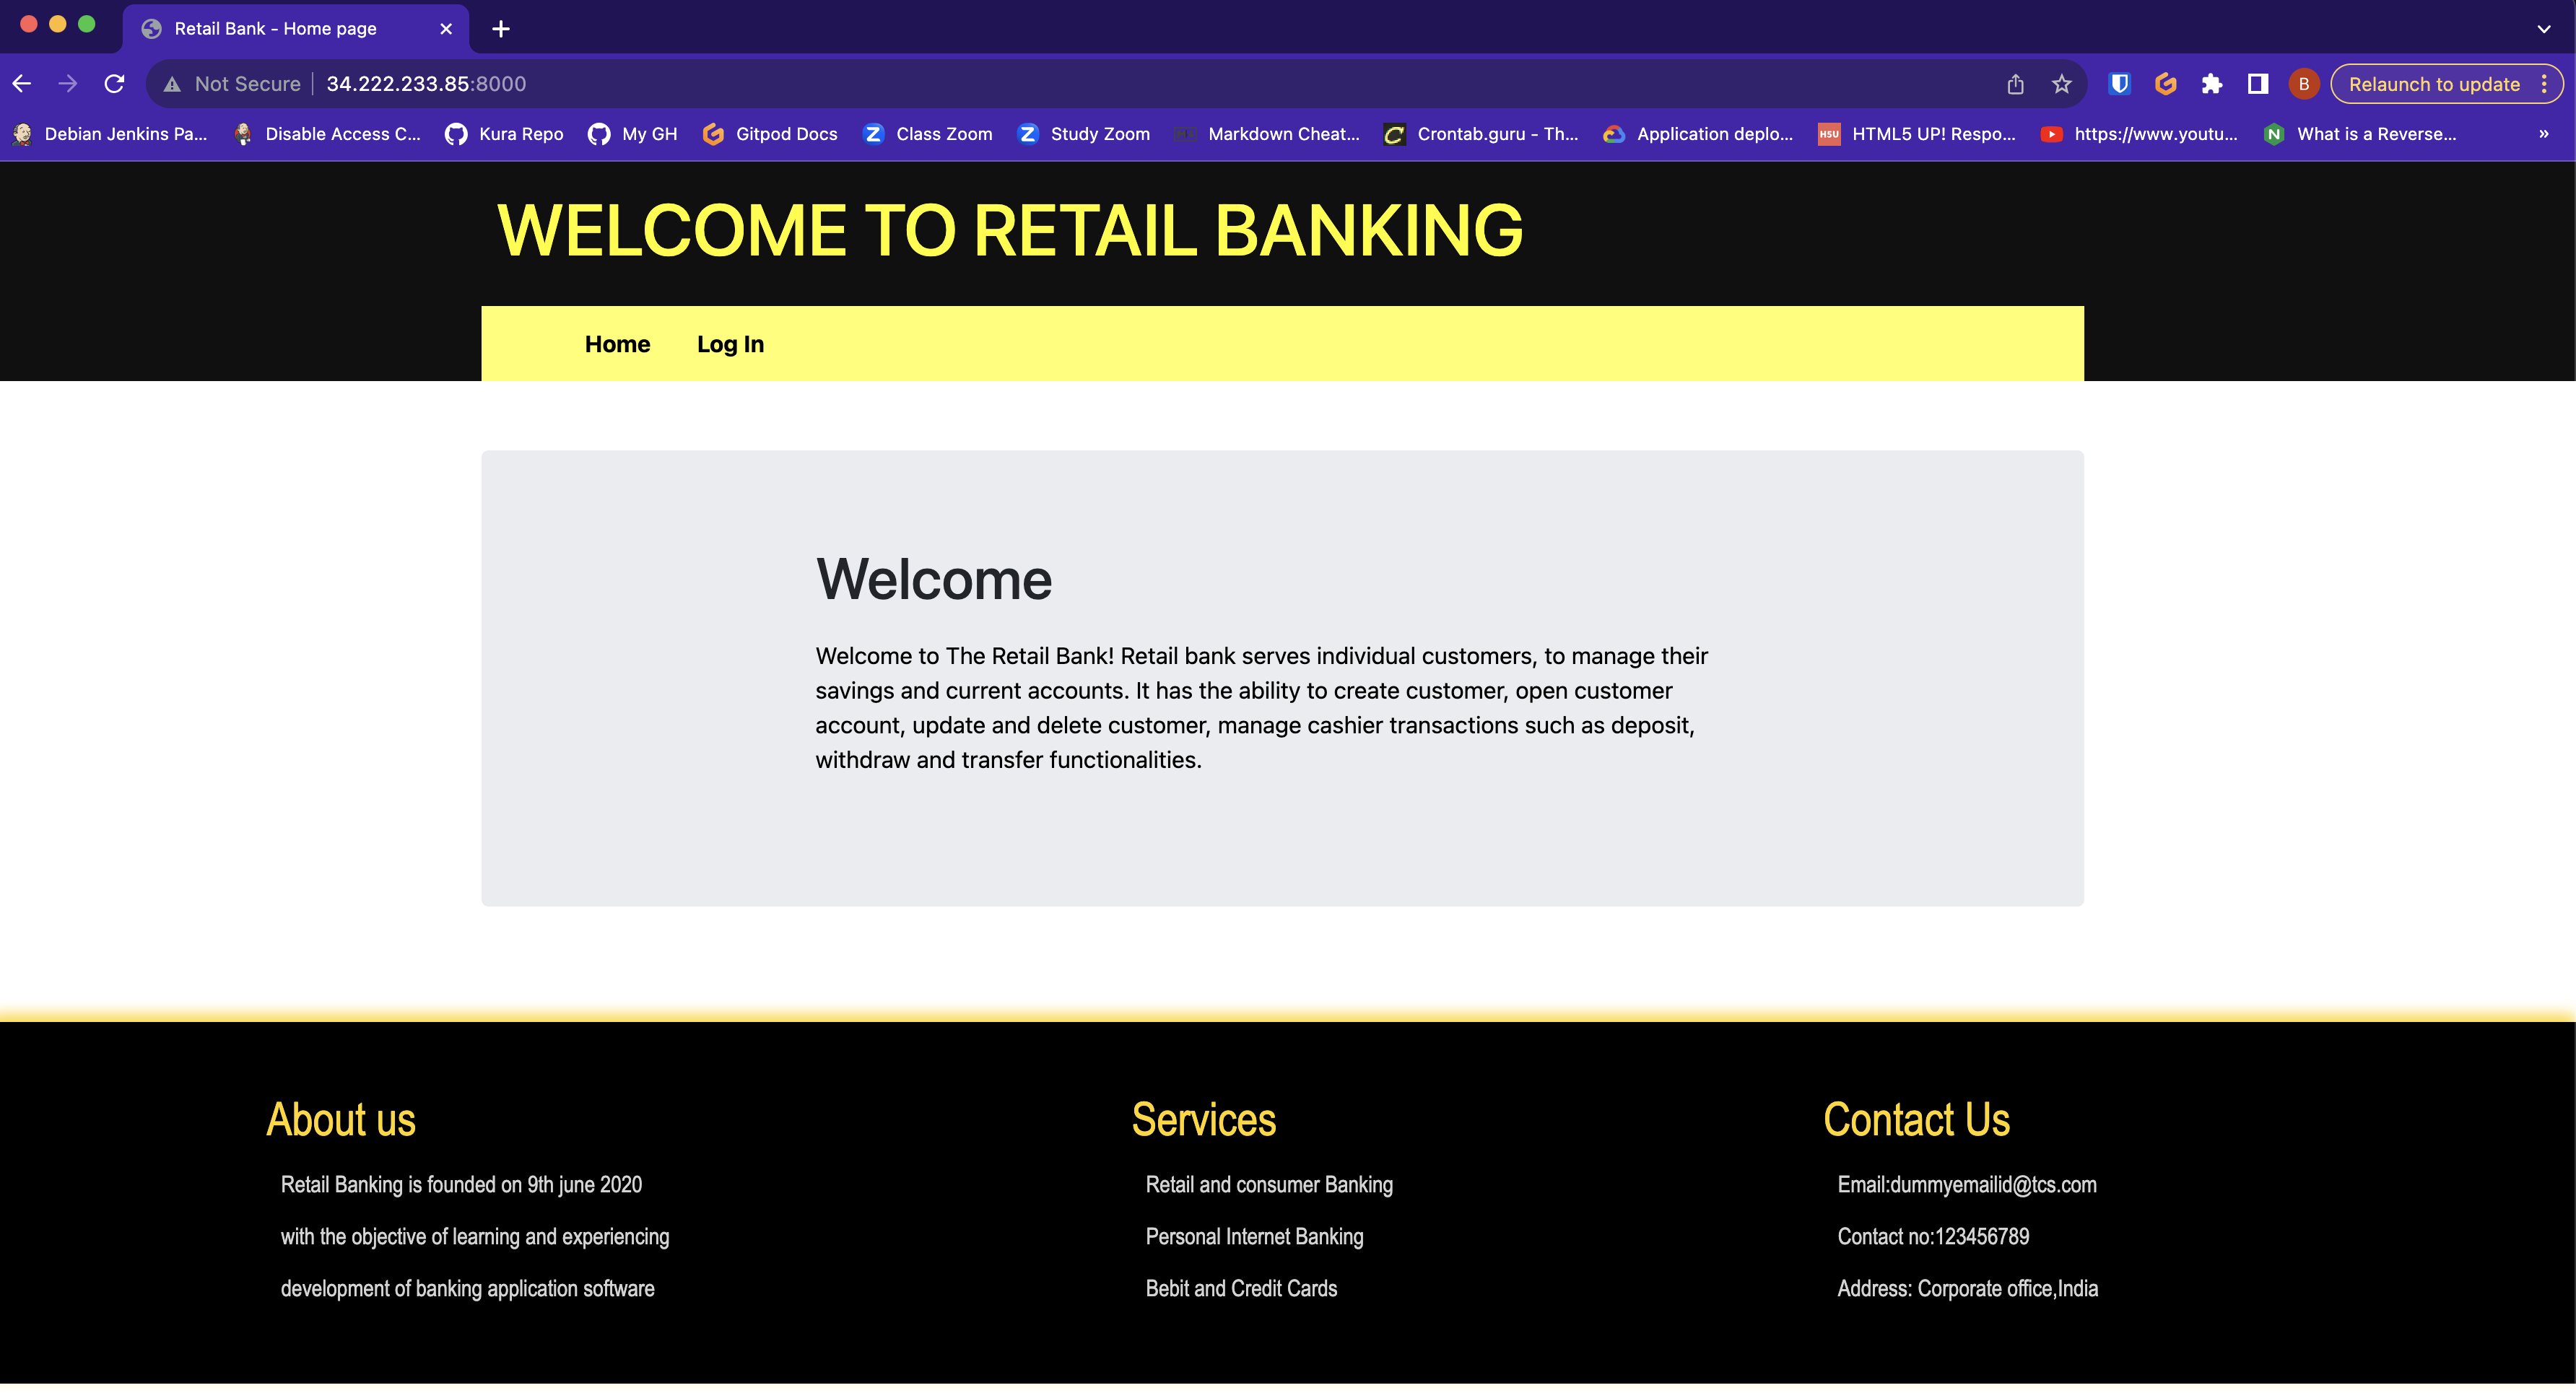 Retail Bank - Home page
Not Secure 34.222.233.85:8000
Relaunch to update
B
Debian Jenkins Pa... Disable Access C... Kura Repo My GH Gitpod Docs Z Class Zoom Z Study Zoom Markdown Cheat... Crontab.guru - Th... Application deplo... H5U HTML5 UP! Respo... https://www.youtu... N What is a Reverse... »
WELCOME TO RETAIL BANKING
Home Log In
Welcome
Welcome to The Retail Bank! Retail bank serves individual customers, to manage their
savings and current accounts. It has the ability to create customer, open customer
account, update and delete customer, manage cashier transactions such as deposit,
withdraw and transfer functionalities.
About us
Retail Banking is founded on 9th june 2020
with the objective of learning and experiencing
development of banking application software
Services
Retail and consumer Banking
Personal Internet Banking
Bebit and Credit Cards
Contact Us
Email:dummyemailid@tcs.com
Contact no:123456789
Address: Corporate office,India